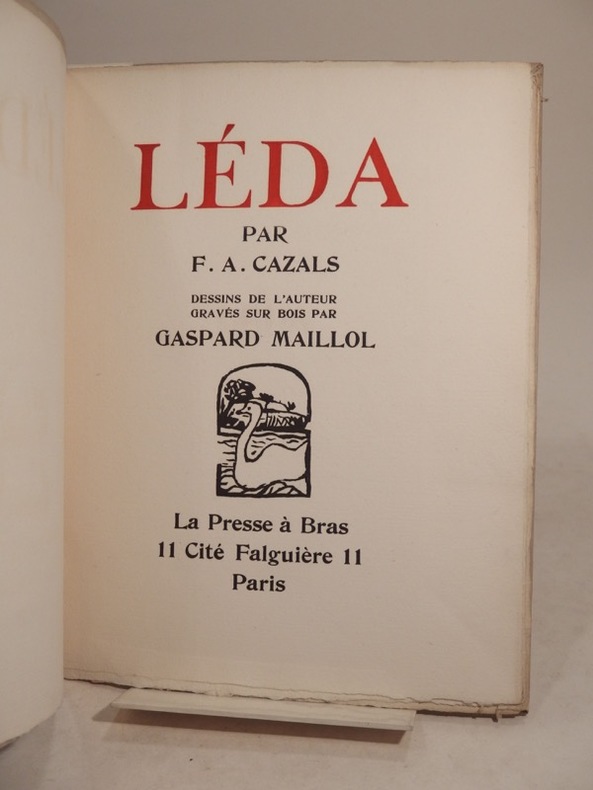 LÉDA
PAR
F. A. CAZALS
DESSINS DE L'AUTEUR
GRAVÉS SUR BOIS PAR
GASPARD MAILLOL
La Presse à Bras
11 Cité Falguière 11
Paris